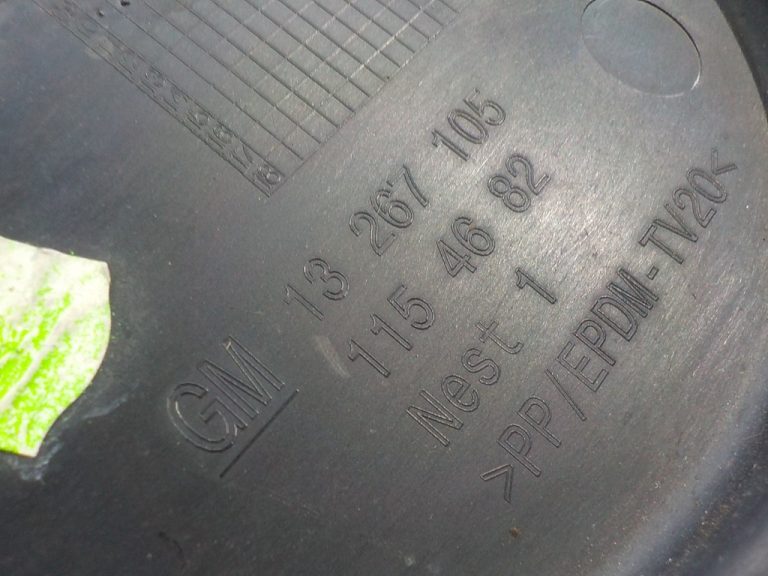 GM 13 267 105
115 46 82
Nest 1
>PP/EPDM-TV20<